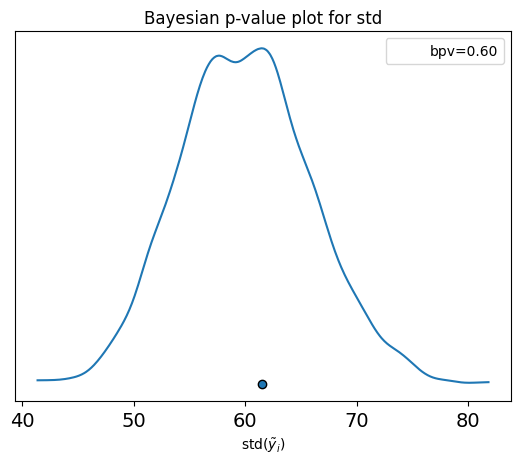 Bayesian p-value plot for std
bpv=0.60
40 50 60 70 80
std(ỹᵢ)